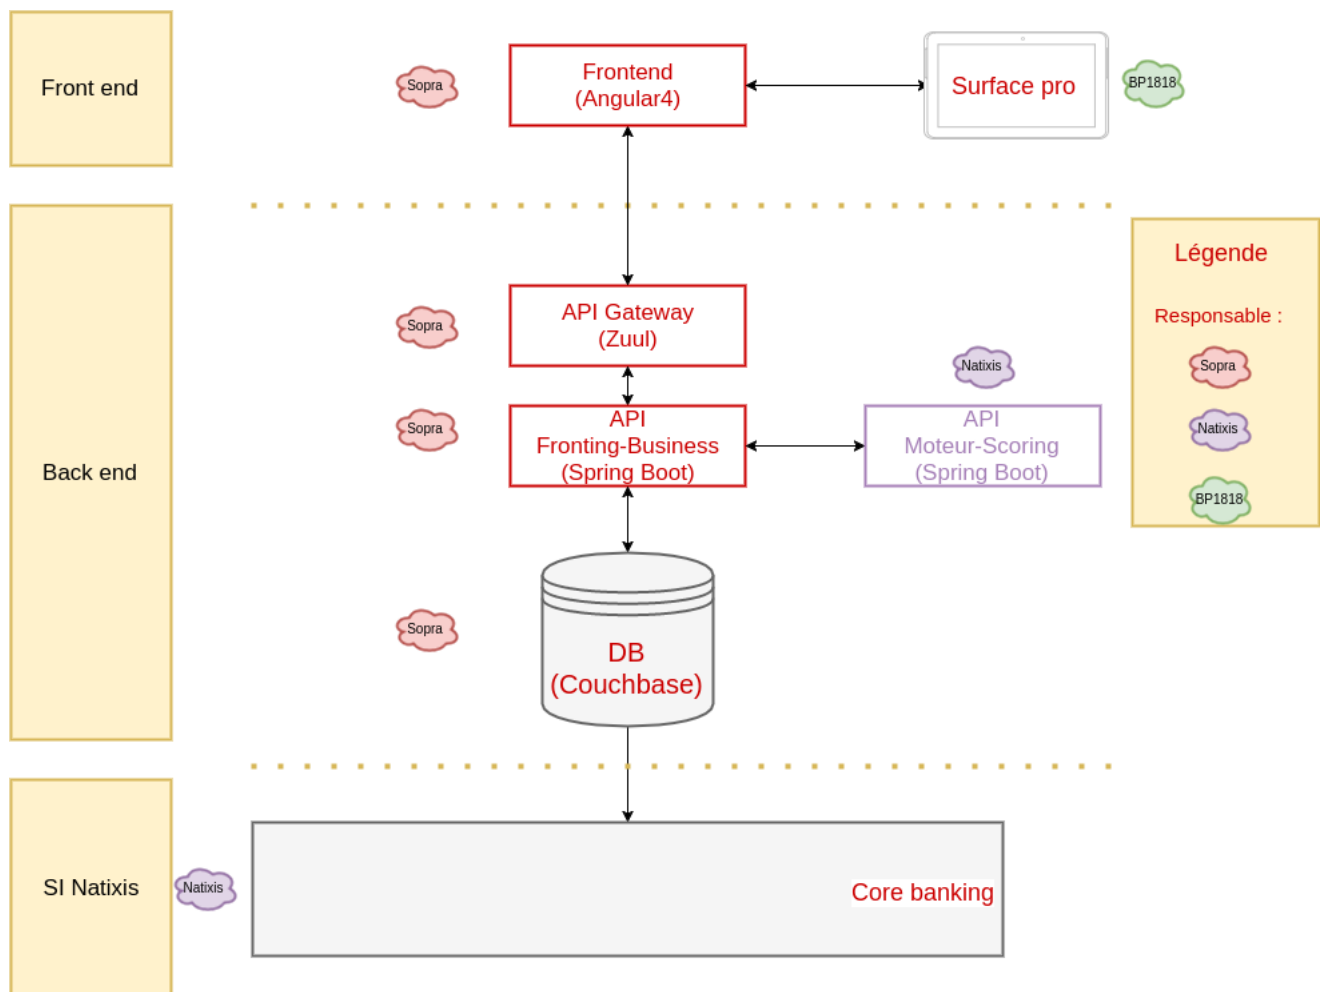 Front end
Sopra
Frontend
(Angular4)
Surface pro
BP1818
Back end
Sopra
API Gateway
(Zuul)
Sopra
API
Fronting-Business
(Spring Boot)
Natixis
API
Moteur-Scoring
(Spring Boot)
Sopra
DB
(Couchbase)
Légende
Responsable :
Sopra
Natixis
BP1818
SI Natixis
Natixis
Core banking